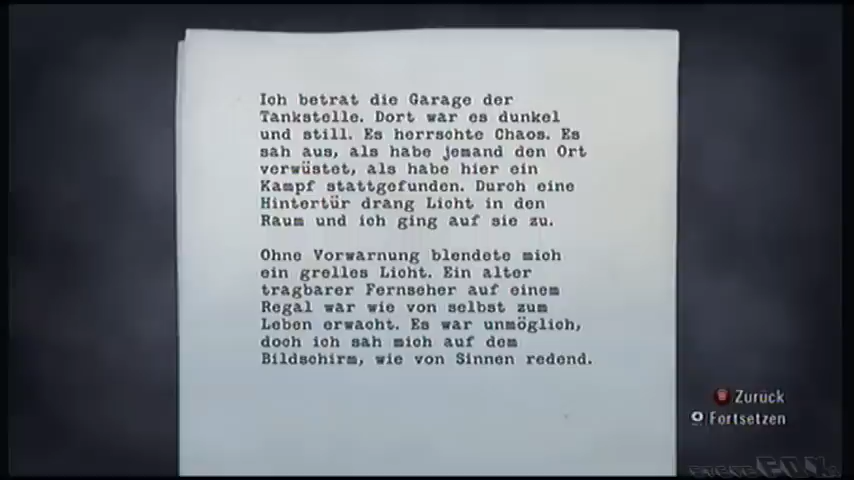 Ich betrat die Garage der
Tankstelle. Dort war es dunkel
und still. Es herrschte Chaos. Es
sah aus, als habe jemand den Ort
verwüstet, als habe hier ein
Kampf stattgefunden. Durch eine
Hintertür drang Licht in den
Raum und ich ging auf sie zu.
Ohne Vorwarnung blendete mich
ein grelles Licht. Ein alter
tragbarer Fernseher auf einem
Regal war wie von selbst zum
Leben erwacht. Es war unmöglich,
doch ich sah mich auf dem
Bildschirm, wie von Sinnen redend.
Zurück
Fortsetzen